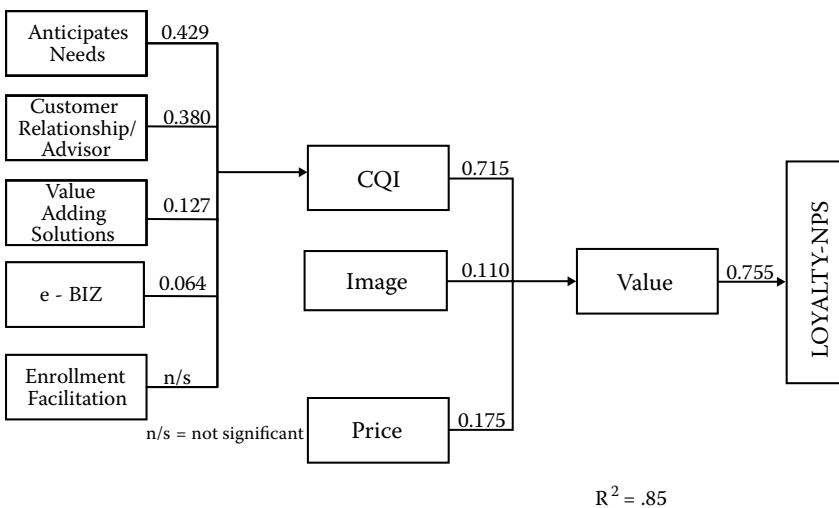 Anticipates
Needs
0.429
Customer
Relationship/
Advisor
0.380
Value
Adding
Solutions
0.127
e - BIZ
0.064
Enrollment
Facilitation
n/s
n/s = not significant
CQI
0.715
Image
0.110
Price
0.175
Value
0.755
LOYALTY-NPS
R² = .85